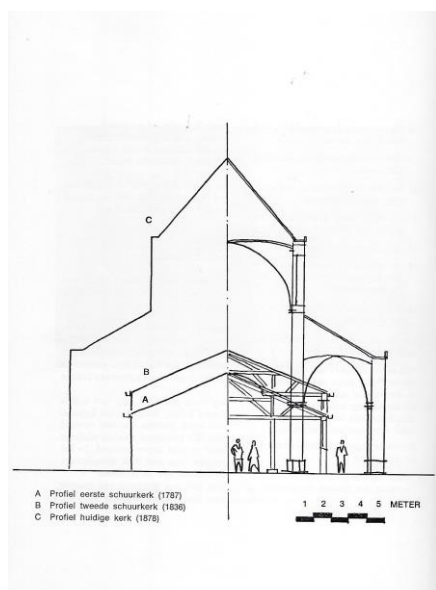 C
B
A
A Profiel eerste schuurkerk (1787)
B Profiel tweede schuurkerk (1836)
C Profiel huidige kerk (1878)
1 2 3 4 5 METER